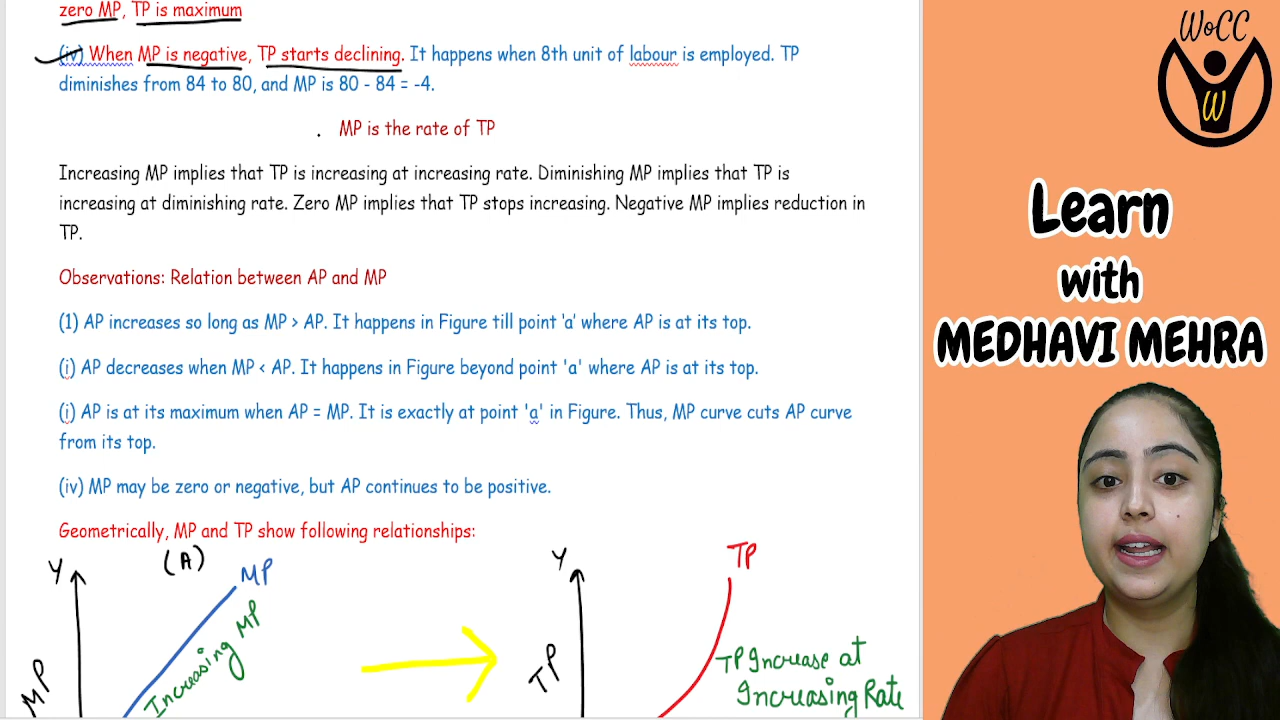 zero MP, TP is maximum
(iv) When MP is negative, TP starts declining. It happens when 8th unit of labour is employed. TP
diminishes from 84 to 80, and MP is 80 - 84 = -4.
MP is the rate of TP
Increasing MP implies that TP is increasing at increasing rate. Diminishing MP implies that TP is
increasing at diminishing rate. Zero MP implies that TP stops increasing. Negative MP implies reduction in
TP.
Observations: Relation between AP and MP
(1) AP increases so long as MP > AP. It happens in Figure till point 'a' where AP is at its top.
(i) AP decreases when MP < AP. It happens in Figure beyond point 'a' where AP is at its top.
(i) AP is at its maximum when AP = MP. It is exactly at point 'a' in Figure. Thus, MP curve cuts AP curve
from its top.
(iv) MP may be zero or negative, but AP continues to be positive.
Geometrically, MP and TP show following relationships:
Y
(A)
MP
Increasing MP
MP
Y
TP
TP
TP Increase at
Increasing Rate
WoCC
W
Learn
with
MEDHAVI MEHRA